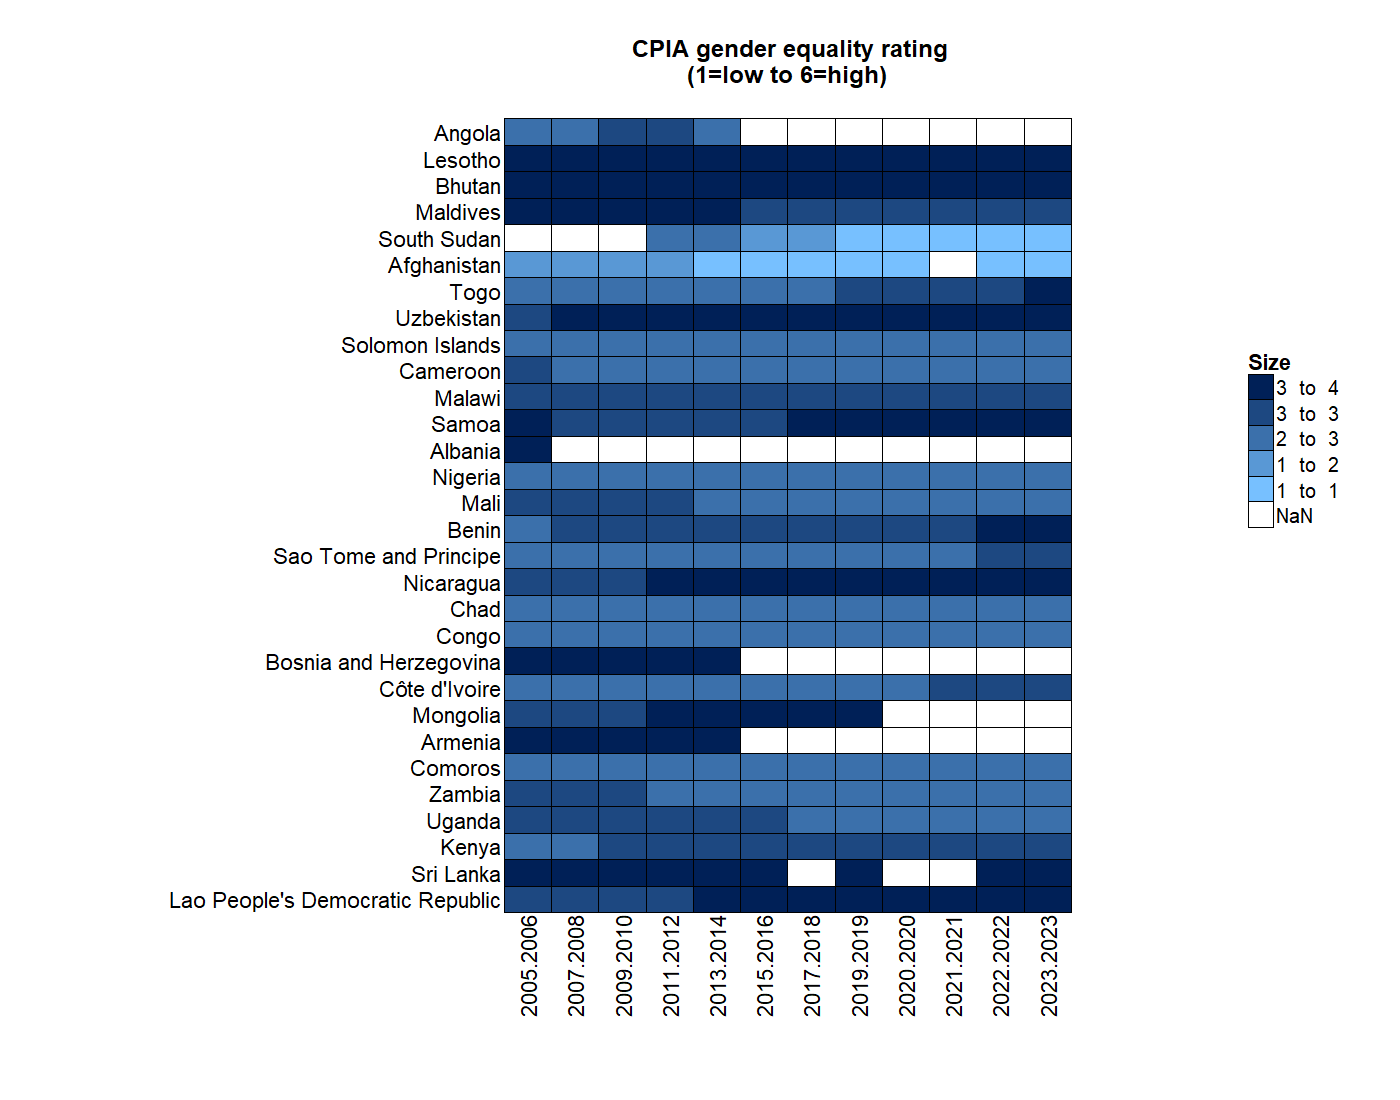 CPIA gender equality rating
(1=low to 6=high)
Angola
Lesotho
Bhutan
Maldives
South Sudan
Afghanistan
Togo
Uzbekistan
Solomon Islands
Cameroon
Malawi
Samoa
Albania
Nigeria
Mali
Benin
Sao Tome and Principe
Nicaragua
Chad
Congo
Bosnia and Herzegovina
Côte d'Ivoire
Mongolia
Armenia
Comoros
Zambia
Uganda
Kenya
Sri Lanka
Lao People's Democratic Republic
2005.2006
2007.2008
2009.2010
2011.2012
2013.2014
2015.2016
2017.2018
2019.2019
2020.2020
2021.2021
2022.2022
2023.2023
Size
3 to 4
3 to 3
2 to 3
1 to 2
1 to 1
NaN